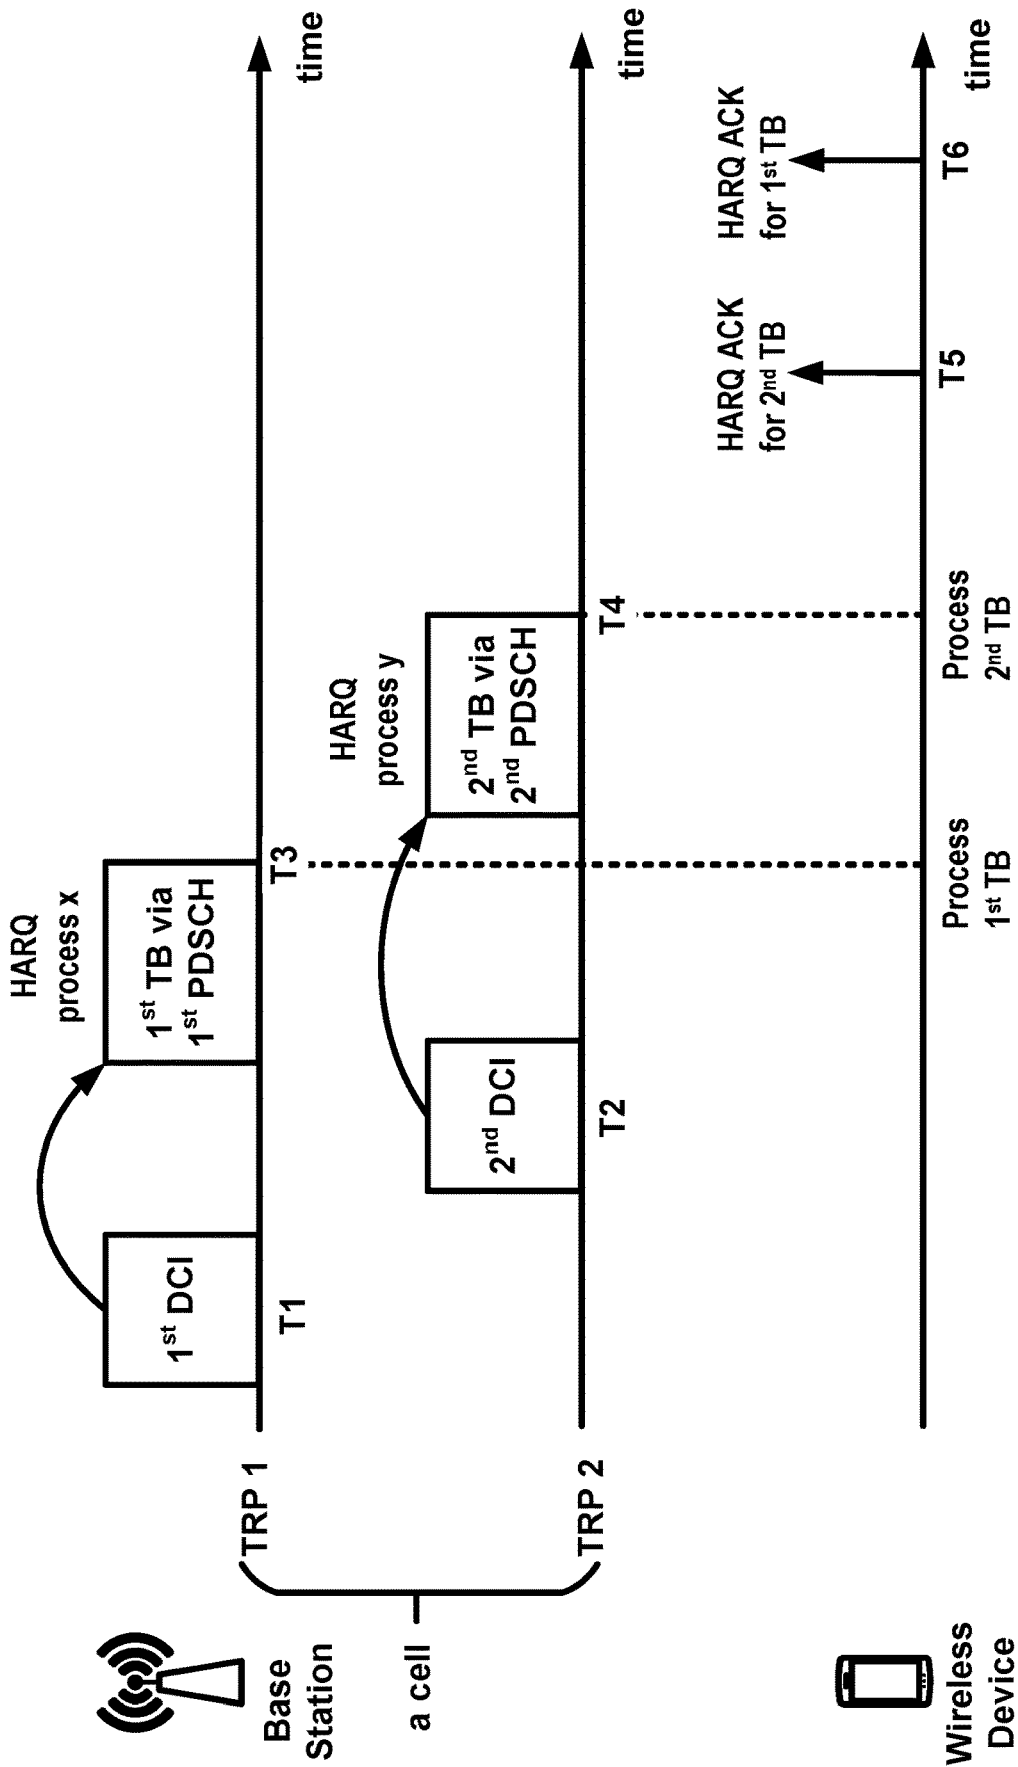 HARQ
process x
1st DCI
1st TB via
1st PDSCH
TRP 1
T1
T3
time
HARQ
process y
2nd DCI
2nd TB via
2nd PDSCH
TRP 2
T2
T4
time
Base
Station
a cell
HARQ ACK
for 2nd TB
HARQ ACK
for 1st TB
Wireless
Device
Process
1st TB
Process
2nd TB
T5
T6
time